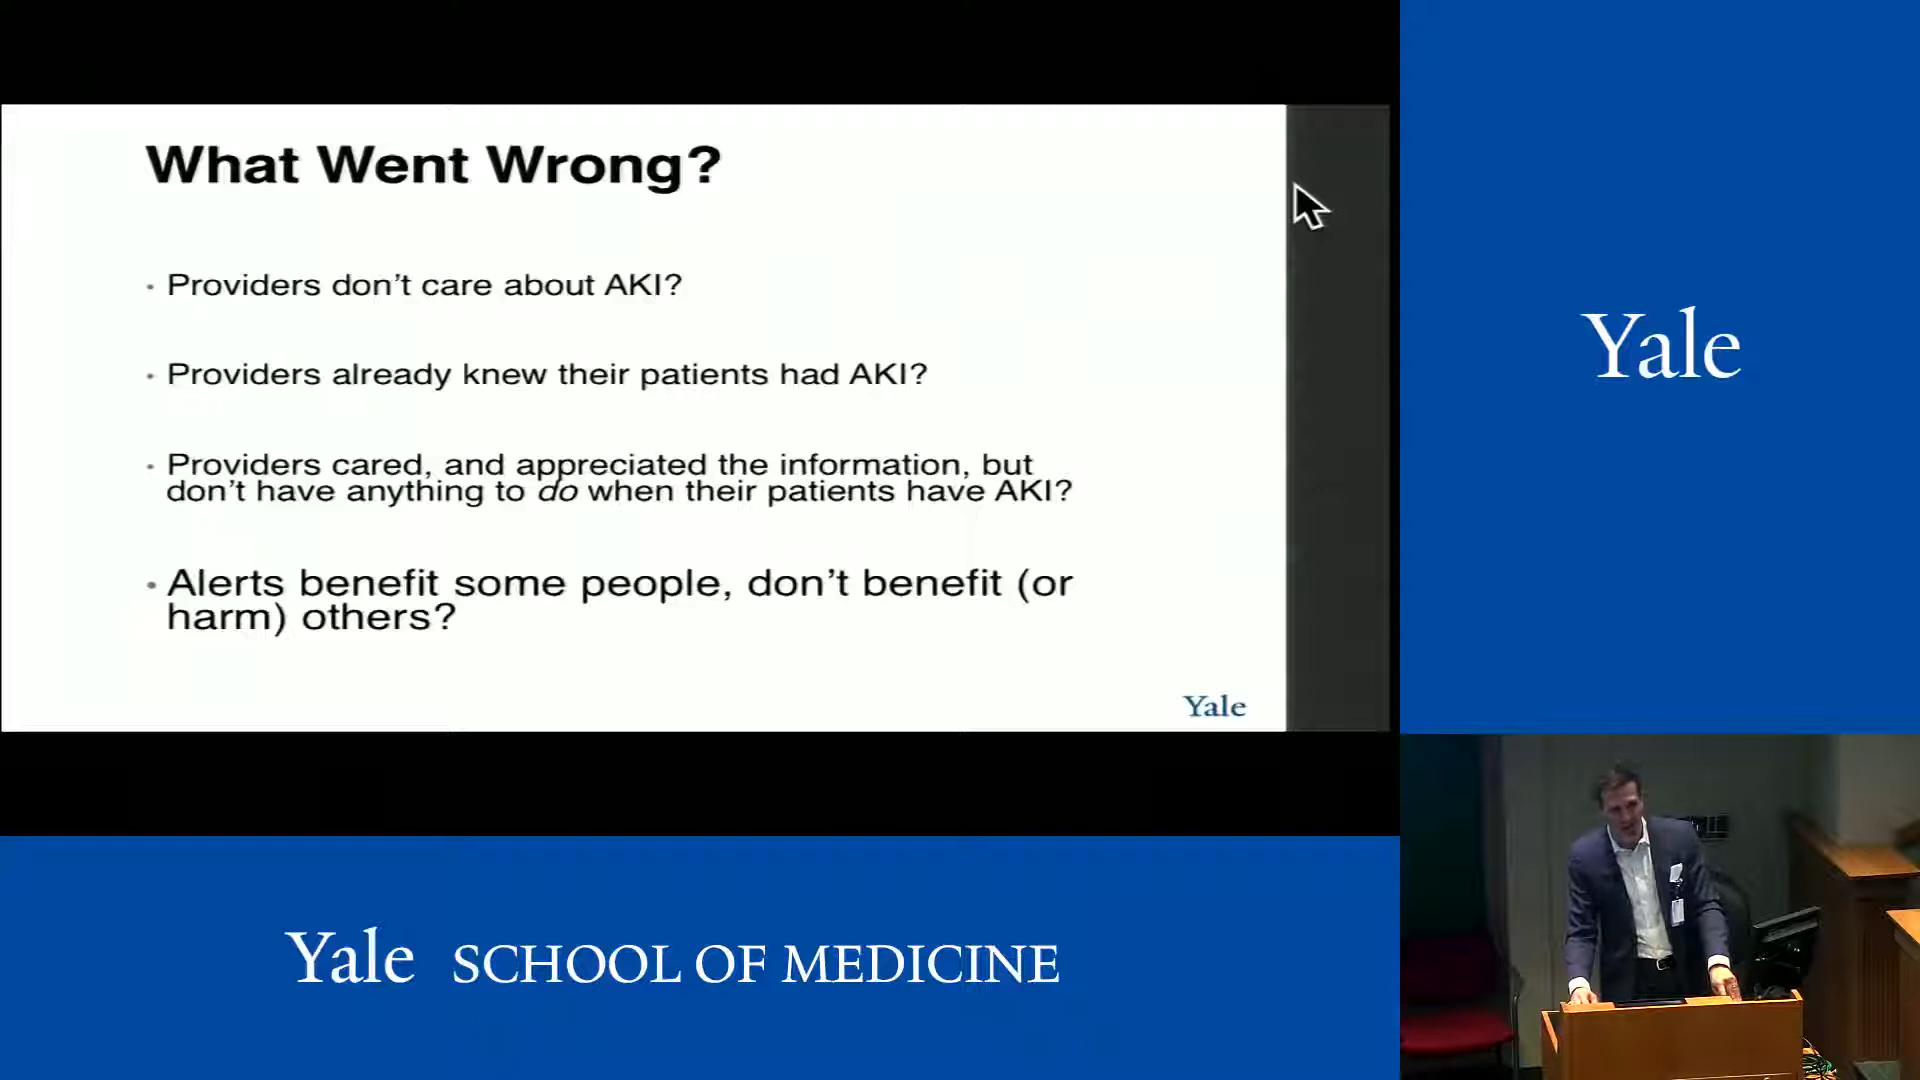 What Went Wrong?
• Providers don't care about AKI?
• Providers already knew their patients had AKI?
• Providers cared, and appreciated the information, but
don't have anything to do when their patients have AKI?
• Alerts benefit some people, don't benefit (or
harm) others?
Yale
Yale
Yale SCHOOL OF MEDICINE